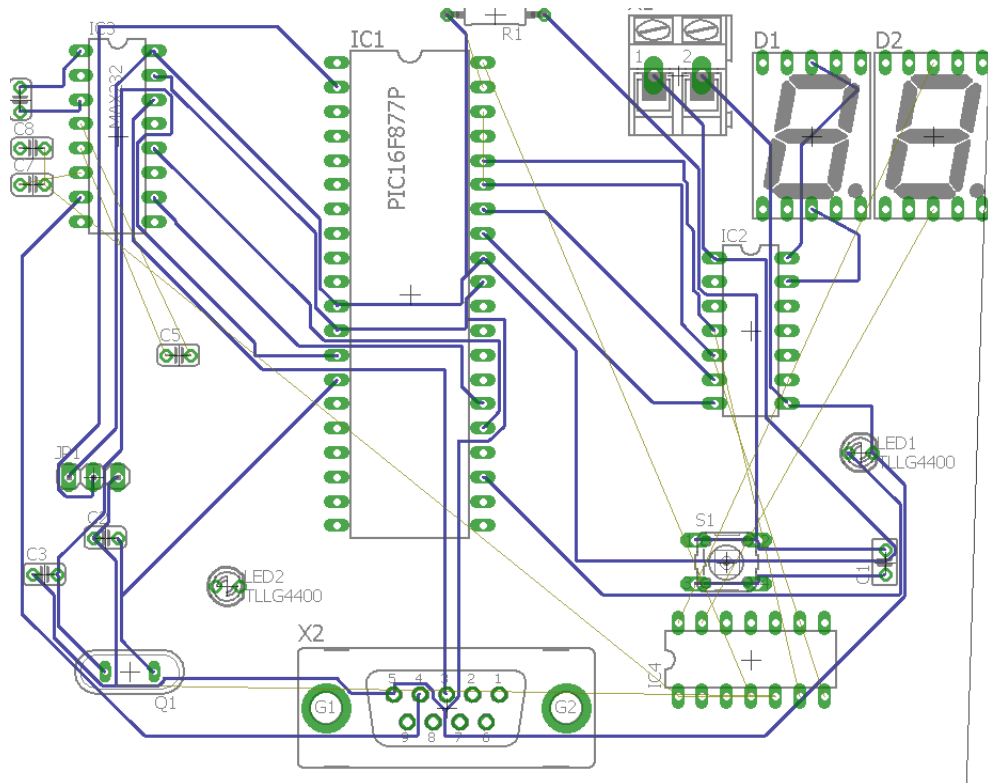 IC3
MAX232
C8
C7
IC1
PIC16F877P
R1
1
2
D1
D2
IC2
C5
JP1
C2
C3
LED2
TLLG4400
LED1
TLLG4400
S1
C1
IC4
Q1
X2
G1
5
4
3
2
1
G2
9
8
7
6